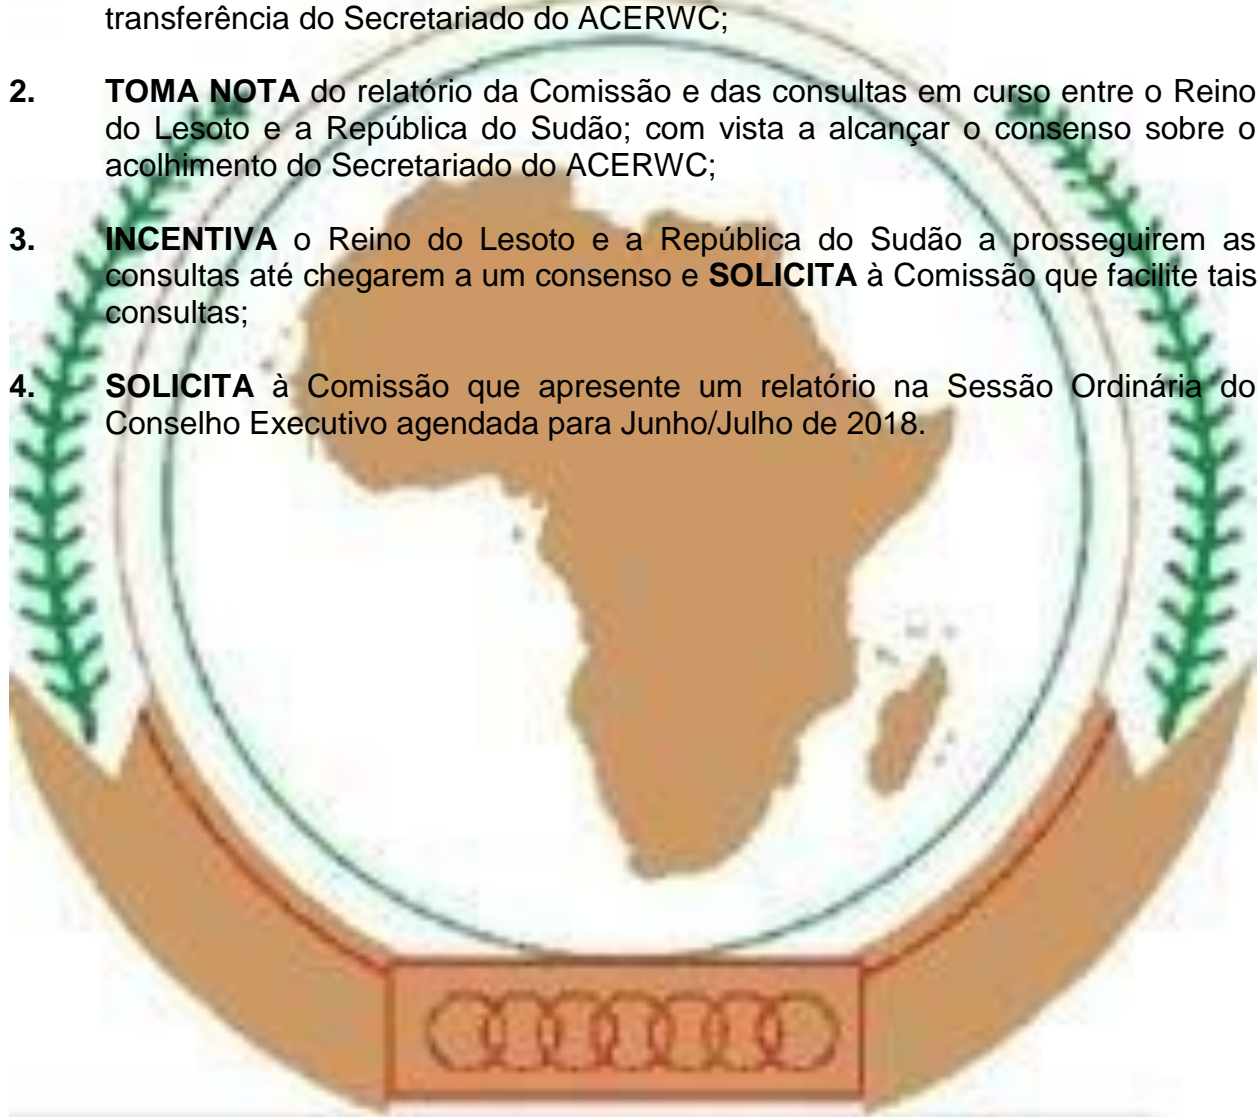 transferência do Secretariado do ACERWC;
2. TOMA NOTA do relatório da Comissão e das consultas em curso entre o Reino
do Lesoto e a República do Sudão; com vista a alcançar o consenso sobre o
acolhimento do Secretariado do ACERWC;
3. INCENTIVA o Reino do Lesoto e a República do Sudão a prosseguirem as
consultas até chegarem a um consenso e SOLICITA à Comissão que facilite tais
consultas;
4. SOLICITA à Comissão que apresente um relatório na Sessão Ordinária do
Conselho Executivo agendada para Junho/Julho de 2018.